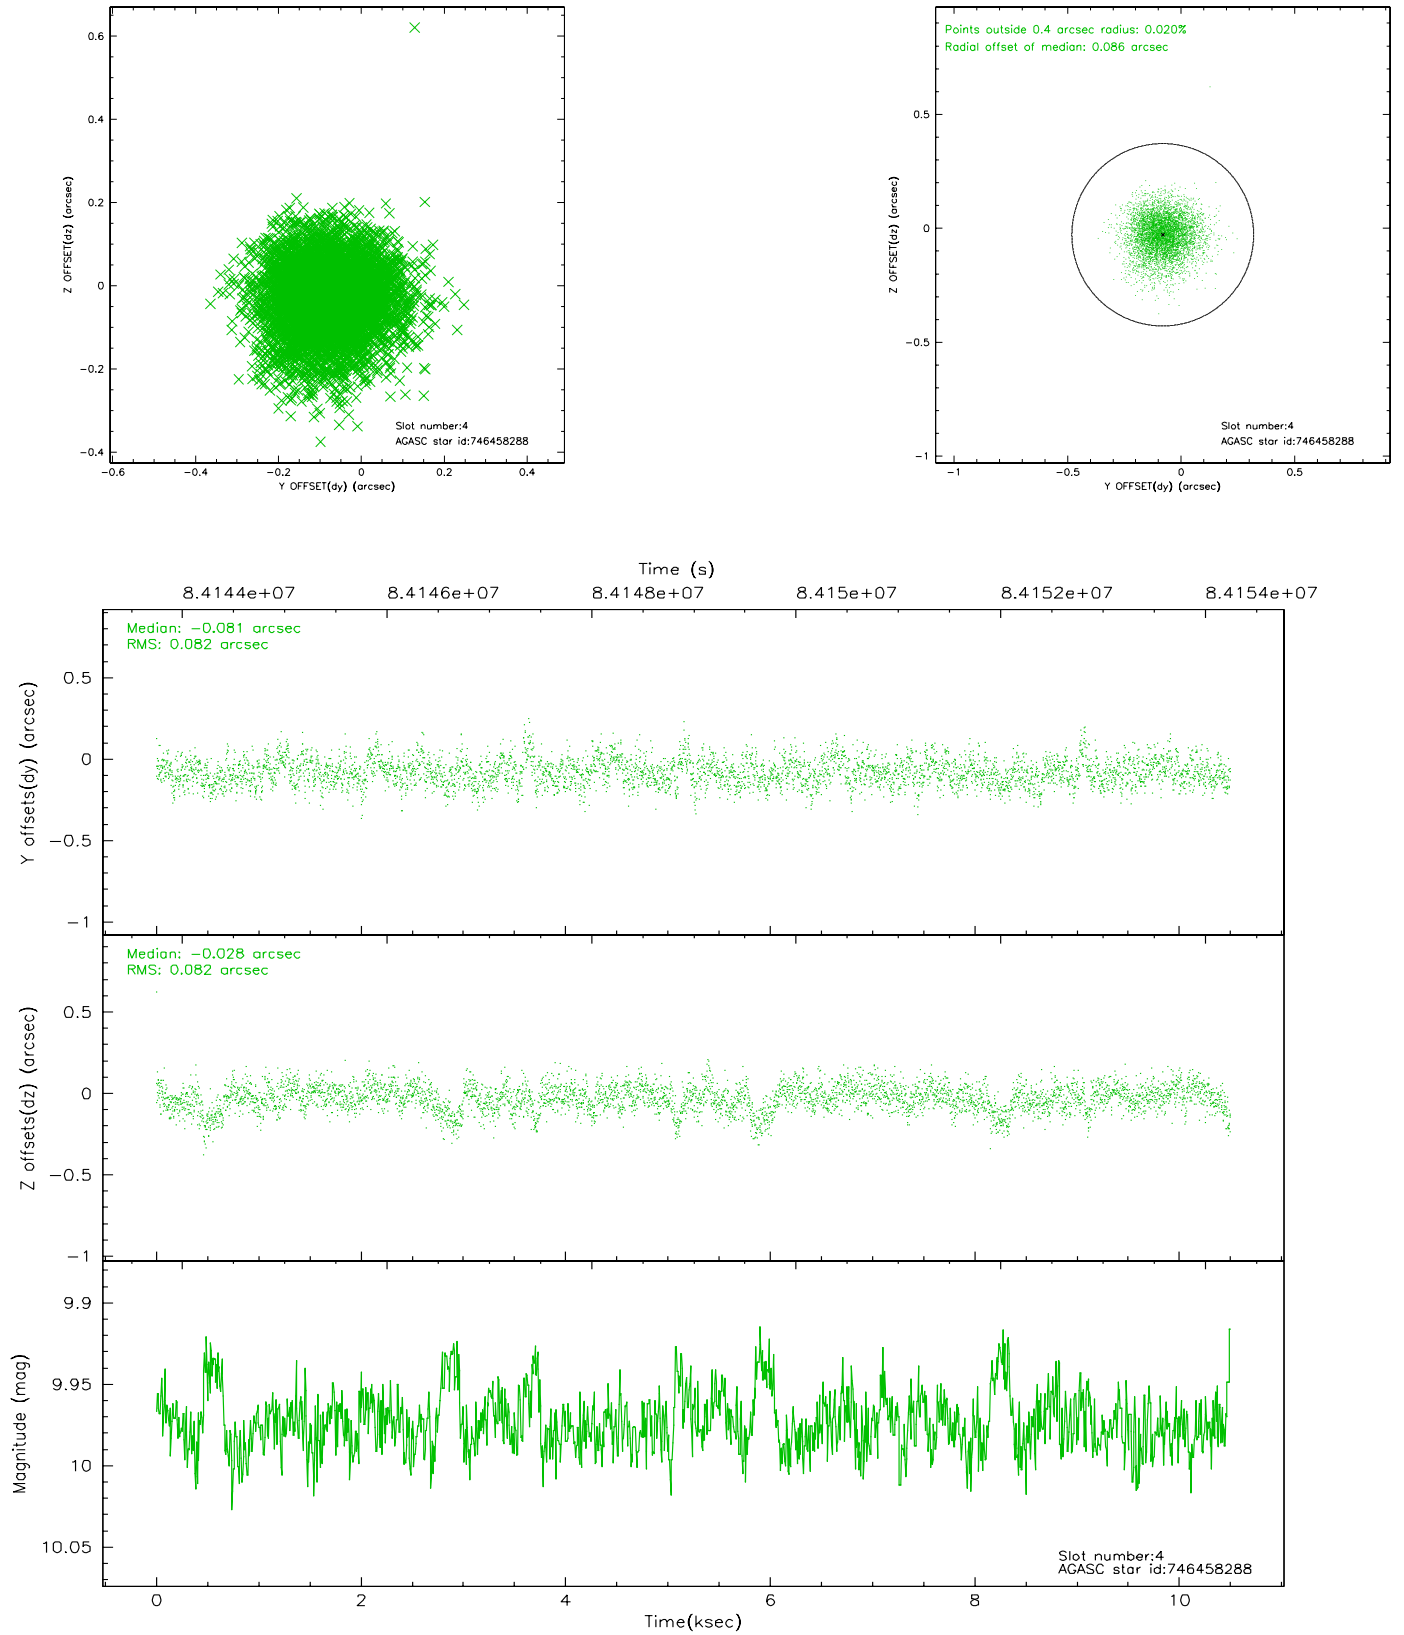 0.6
0.4
0.2
0
−0.2
−0.4
Z OFFSET(dz) (arcsec)
Slot number:4
AGASC star id:746458288
−0.6 −0.4 −0.2 0 0.2 0.4
Y OFFSET(dy) (arcsec)
Points outside 0.4 arcsec radius: 0.020%
Radial offset of median: 0.086 arcsec
0.5
0
−0.5
−1
Z OFFSET(dz) (arcsec)
Slot number:4
AGASC star id:746458288
−1 −0.5 0 0.5
Y OFFSET(dy) (arcsec)
Time (s)
8.4144e+07 8.4146e+07 8.4148e+07 8.415e+07 8.4152e+07 8.4154e+07
Median: −0.081 arcsec
RMS: 0.082 arcsec
0.5
0
−0.5
−1
Y offsets(dy) (arcsec)
Median: −0.028 arcsec
RMS: 0.082 arcsec
0.5
0
−0.5
−1
Z offsets(dz) (arcsec)
9.9
9.95
10
10.05
Magnitude (mag)
Slot number:4
AGASC star id:746458288
0 2 4 6 8 10
Time(ksec)